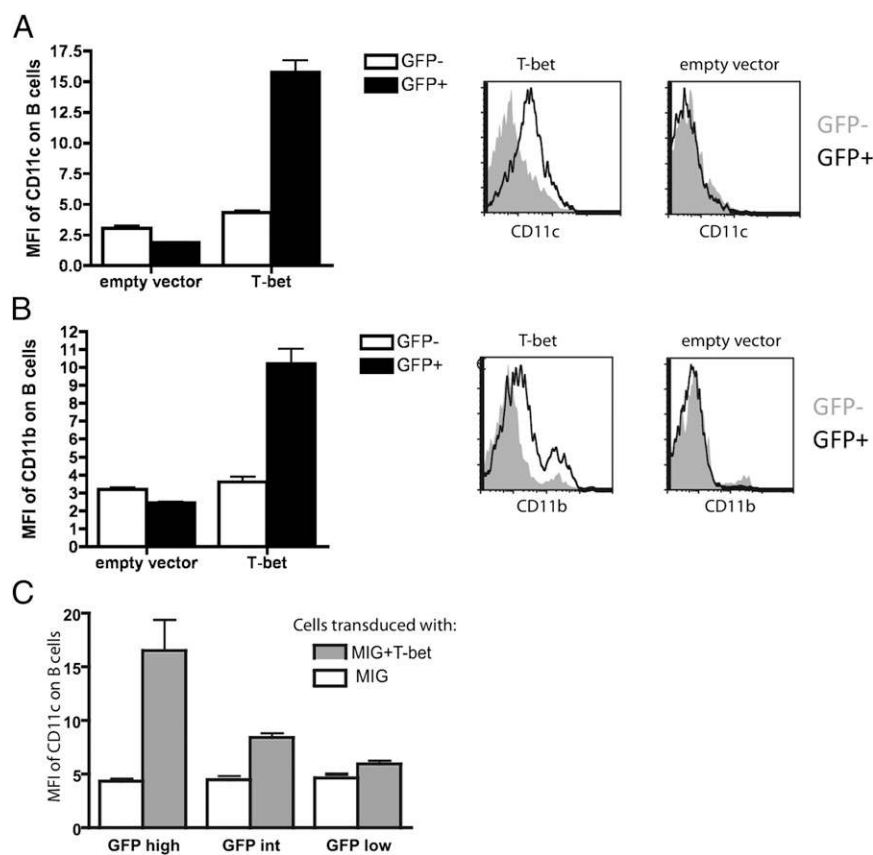 A
MFI of CD11c on B cells
17.5
15.0
12.5
10.0
7.5
5.0
2.5
0.0
empty vector
T-bet
GFP-
GFP+
T-bet
CD11c
empty vector
CD11c
GFP-
GFP+
B
MFI of CD11b on B cells
12
11
10
9
8
7
6
5
4
3
2
1
0
empty vector
T-bet
GFP-
GFP+
T-bet
CD11b
empty vector
CD11b
GFP-
GFP+
C
MFI of CD11c on B cells
20
15
10
5
0
GFP high
GFP int
GFP low
Cells transduced with:
MIG+T-bet
MIG